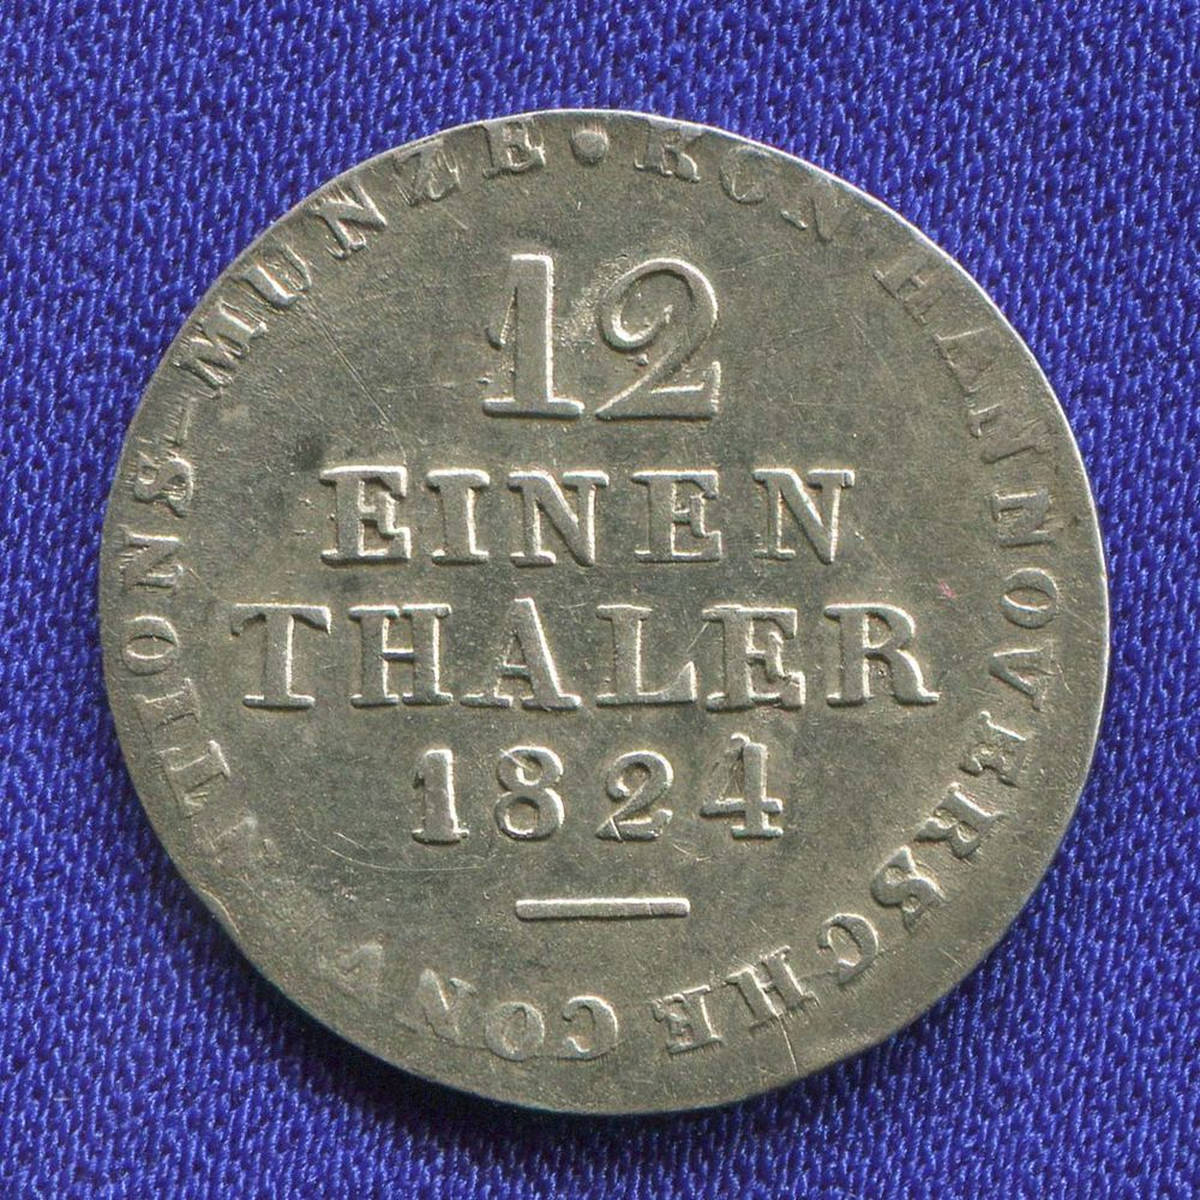 12
EINEN
THALER
1824
KON HANNOVERSCHE CONVENTIONS-MUNZE •